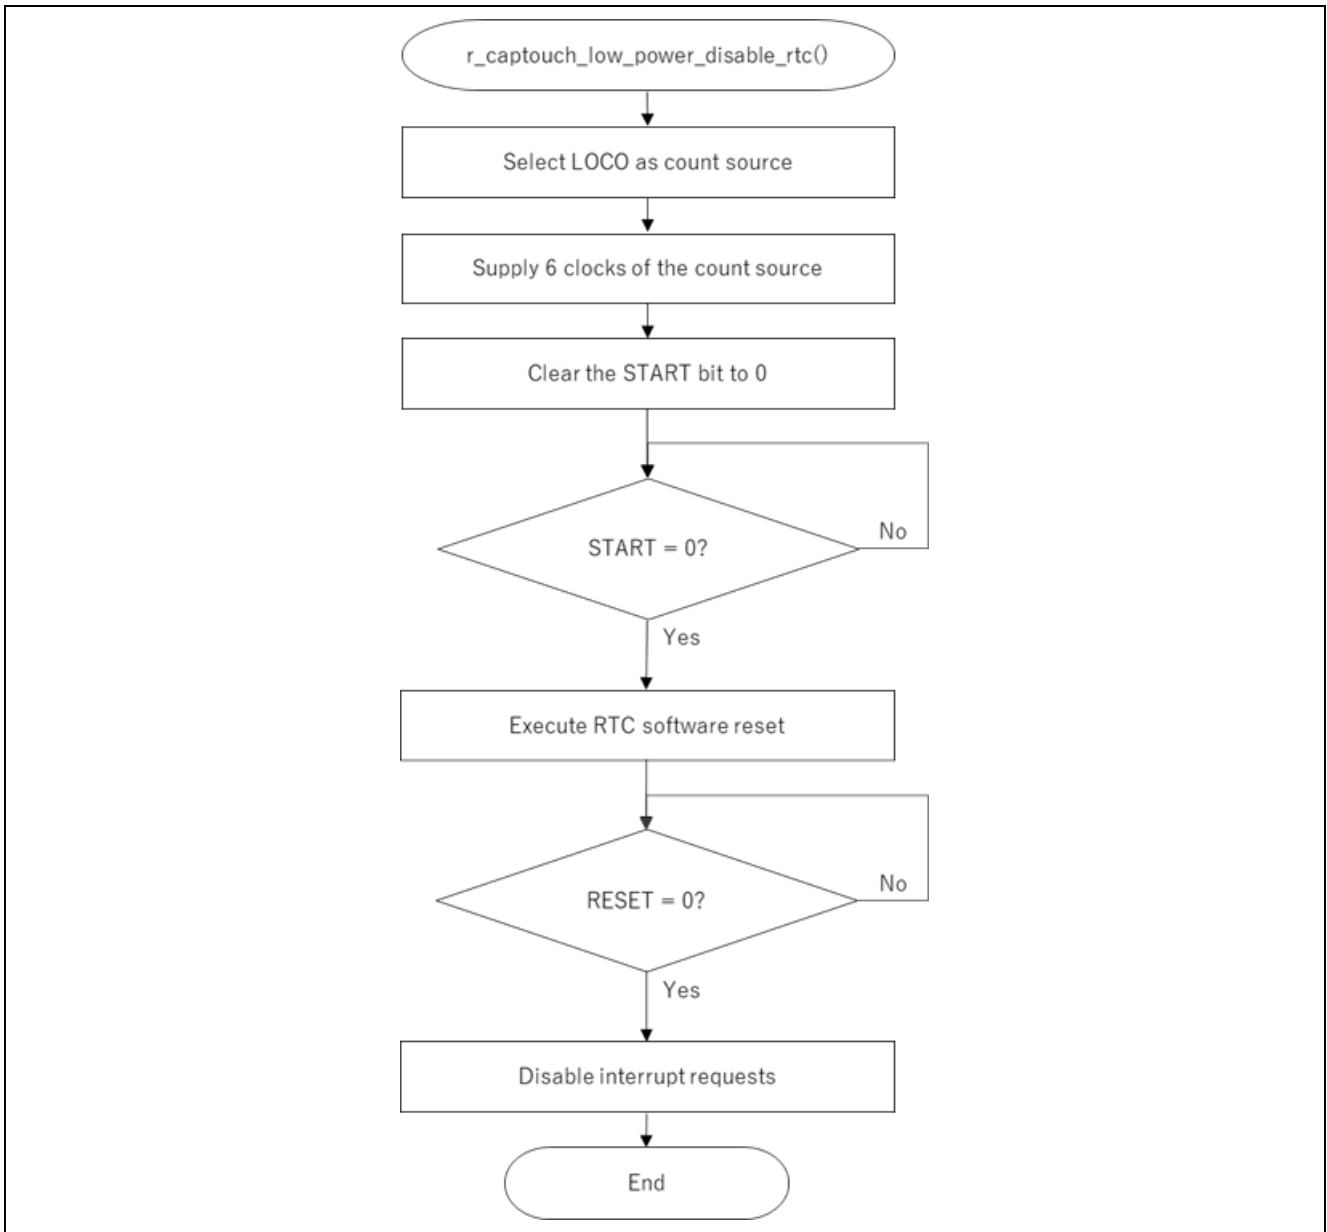 r_captouch_low_power_disable_rtc()
Select LOCO as count source
Supply 6 clocks of the count source
Clear the START bit to 0
START = 0?
No
Yes
Execute RTC software reset
RESET = 0?
No
Yes
Disable interrupt requests
End